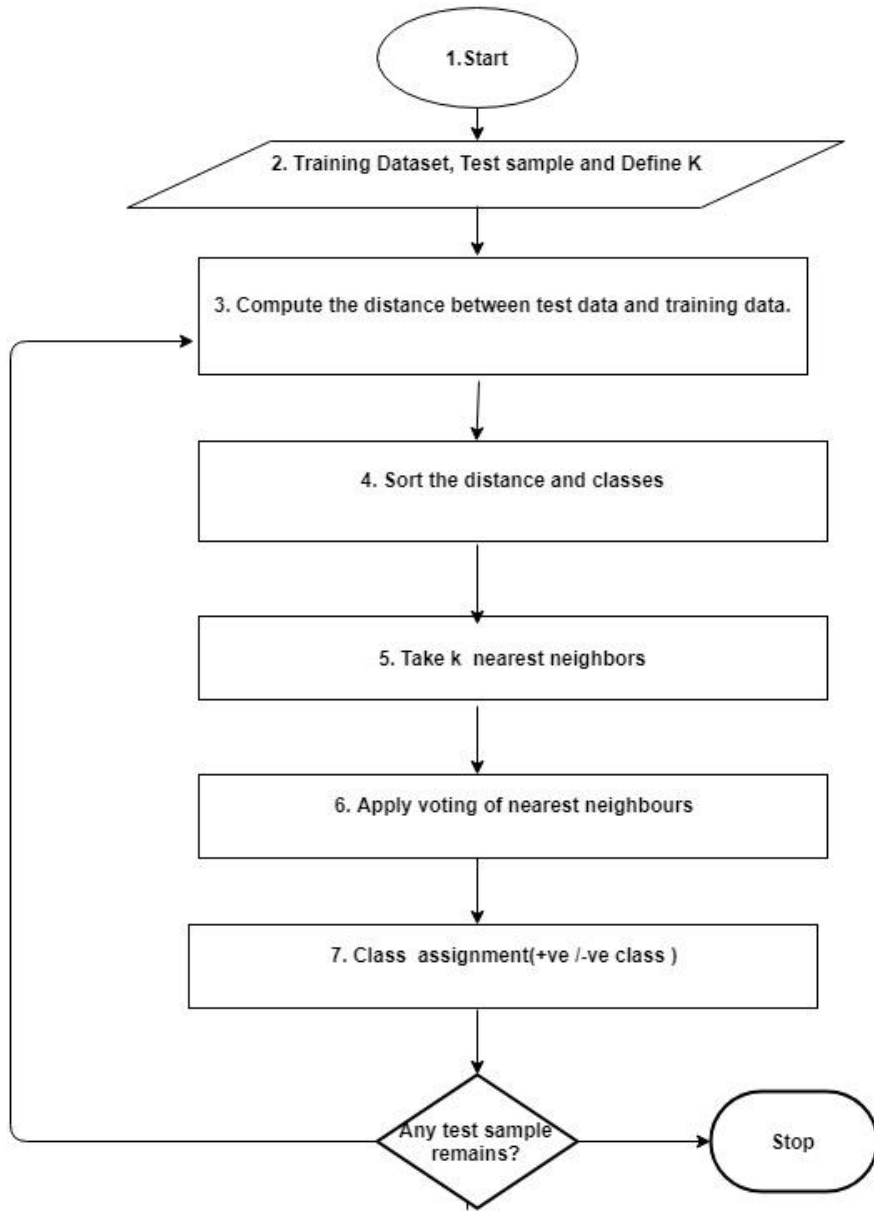 1.Start
2. Training Dataset, Test sample and Define K
3. Compute the distance between test data and training data.
4. Sort the distance and classes
5. Take k nearest neighbors
6. Apply voting of nearest neighbours
7. Class assignment(+ve /-ve class )
Any test sample
remains?
Stop